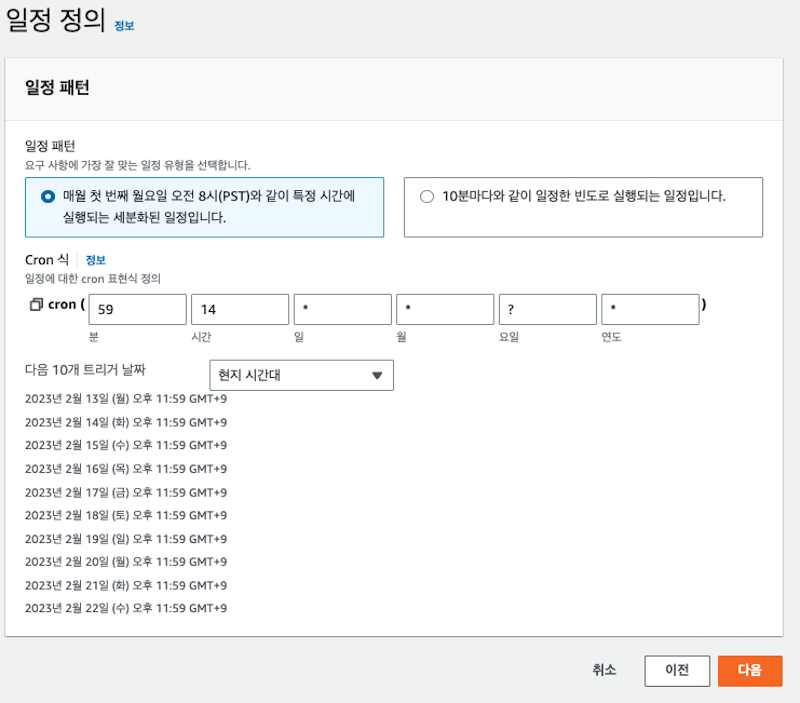 일정 정의 정보
일정 패턴
일정 패턴
요구 사항에 가장 잘 맞는 일정 유형을 선택합니다.
매월 첫 번째 월요일 오전 8시(PST)와 같이 특정 시간에
실행되는 세분화된 일정입니다.
10분마다와 같이 일정한 빈도로 실행되는 일정입니다.
Cron 식 정보
일정에 대한 cron 표현식 정의
cron ( 59 14 * * ? * )
분 시간 일 월 요일 연도
다음 10개 트리거 날짜 현지 시간대
2023년 2월 13일 (월) 오후 11:59 GMT+9
2023년 2월 14일 (화) 오후 11:59 GMT+9
2023년 2월 15일 (수) 오후 11:59 GMT+9
2023년 2월 16일 (목) 오후 11:59 GMT+9
2023년 2월 17일 (금) 오후 11:59 GMT+9
2023년 2월 18일 (토) 오후 11:59 GMT+9
2023년 2월 19일 (일) 오후 11:59 GMT+9
2023년 2월 20일 (월) 오후 11:59 GMT+9
2023년 2월 21일 (화) 오후 11:59 GMT+9
2023년 2월 22일 (수) 오후 11:59 GMT+9
취소 이전 다음